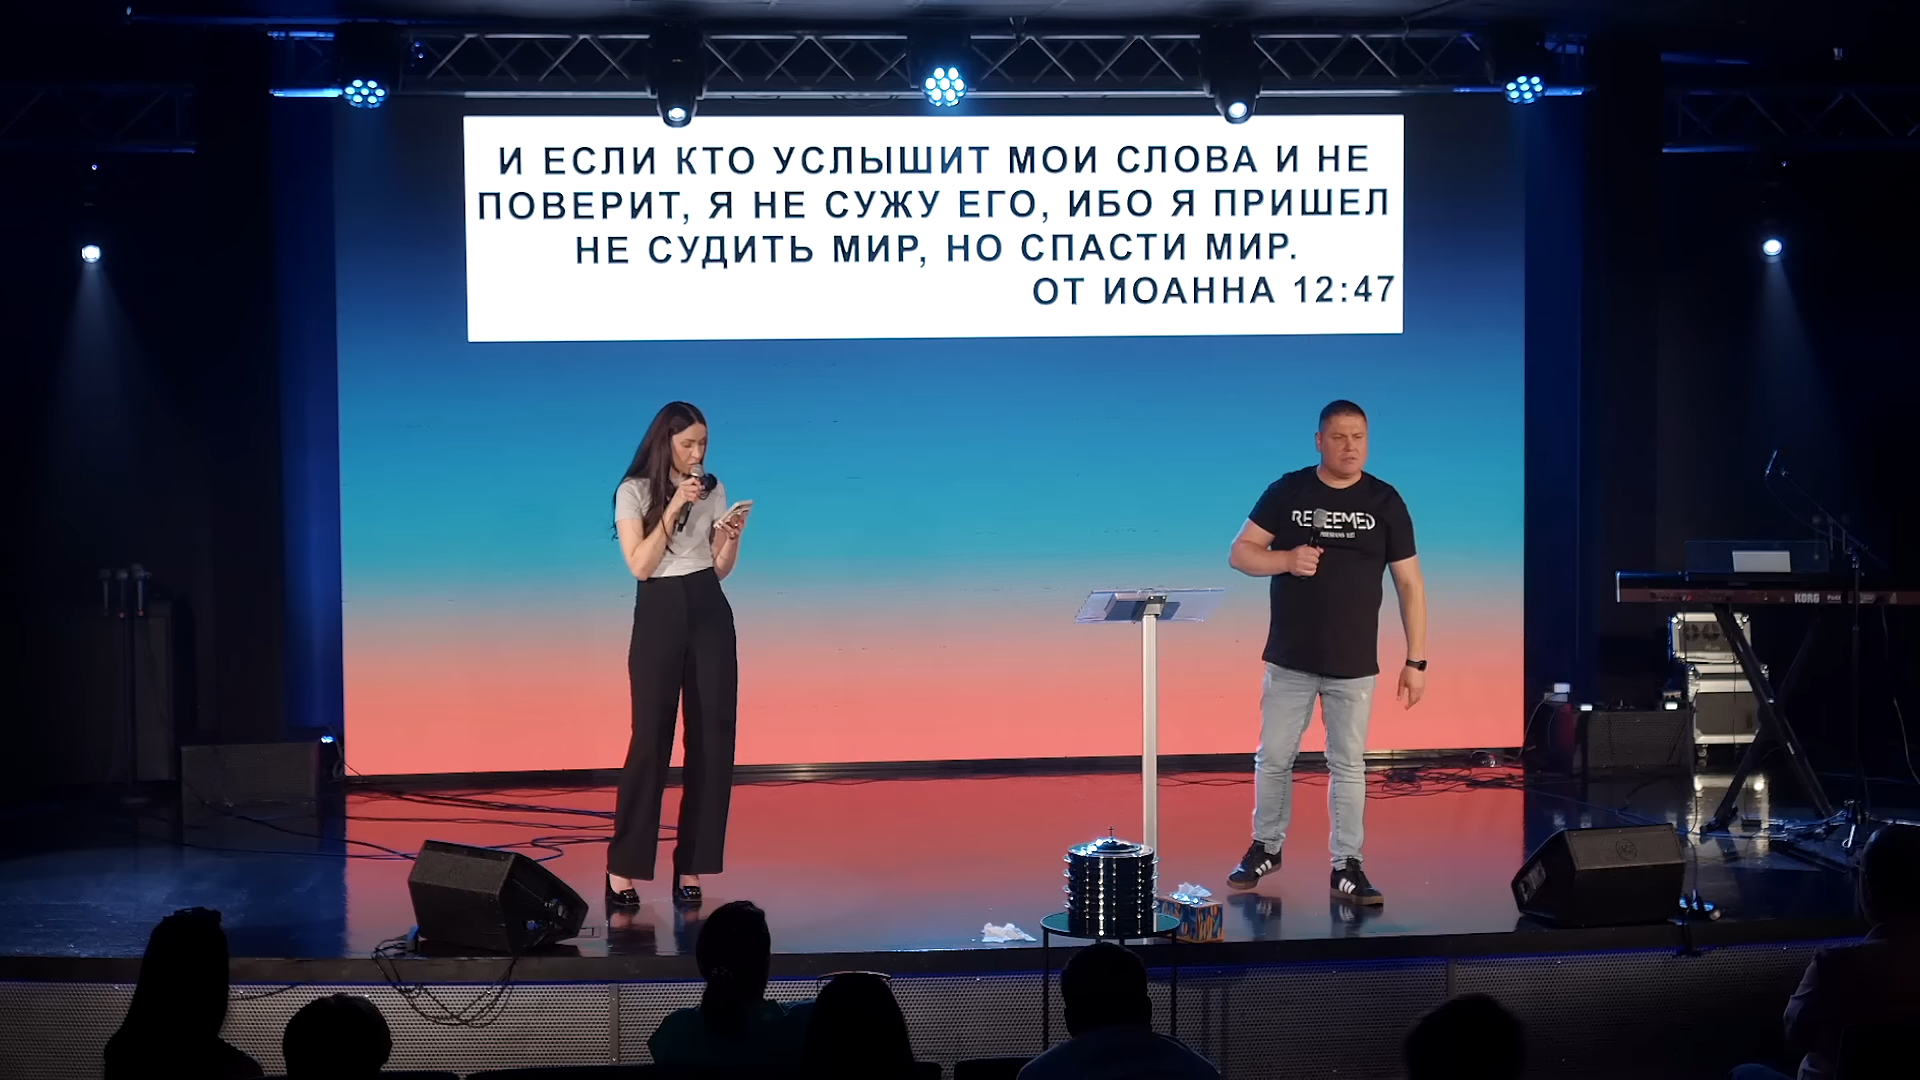 И ЕСЛИ КТО УСЛЫШИТ МОИ СЛОВА И НЕ
ПОВЕРИТ, Я НЕ СУЖУ ЕГО, ИБО Я ПРИШЕЛ
НЕ СУДИТЬ МИР, НО СПАСТИ МИР.
ОТ ИОАННА 12:47
KORG